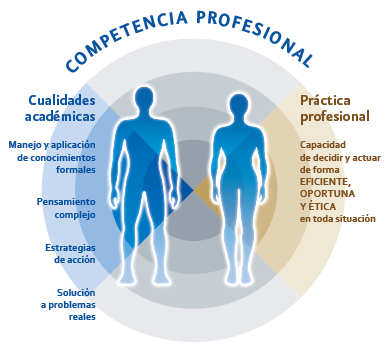 COMPETENCIA PROFESIONAL
Cualidades
académicas
Manejo y aplicación
de conocimientos
formales
Pensamiento
complejo
Estrategias
de acción
Solución
a problemas
reales
Práctica
profesional
Capacidad
de decidir y actuar
de forma
EFICIENTE,
OPORTUNA
Y ÉTICA
en toda situación